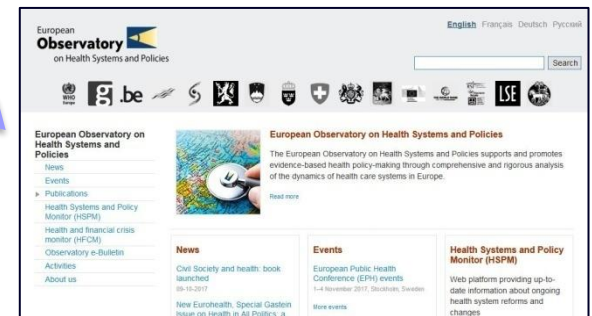 European
Observatory
on Health Systems and Policies
English Français Deutsch Русский
Search
WHO
Europe
g .be
LSE
European Observatory on
Health Systems and
Policies
News
Events
Publications
Health Systems and Policy
Monitor (HSPM)
Health and financial crisis
monitor (HFCM)
Observatory e-Bulletin
Activities
About us
European Observatory on Health Systems and Policies
The European Observatory on Health Systems and Policies supports and promotes
evidence-based health policy-making through comprehensive and rigorous analysis
of the dynamics of health care systems in Europe.
Read more
News
Civil Society and health: book
launched
09-10-2017
New Eurohealth, Special Gastein
Issue on Health in All Politics: a
Events
European Public Health
Conference (EPH) events
1–4 November 2017, Stockholm, Sweden
More events
Health Systems and Policy
Monitor (HSPM)
Web platform providing up-to-
date information about ongoing
health system reforms and
changes